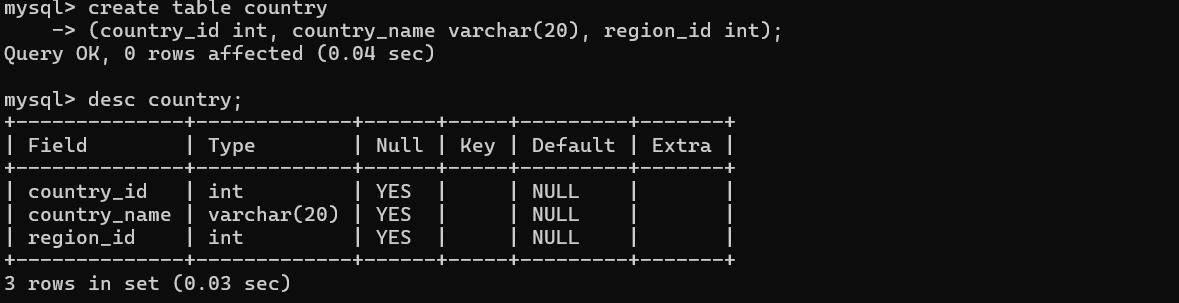 mysql> create table country
    -> (country_id int, country_name varchar(20), region_id int);
Query OK, 0 rows affected (0.04 sec)

mysql> desc country;
+--------------+-------------+------+-----+---------+-------+
| Field        | Type        | Null | Key | Default | Extra |
+--------------+-------------+------+-----+---------+-------+
| country_id   | int         | YES  |     | NULL    |       |
| country_name | varchar(20) | YES  |     | NULL    |       |
| region_id    | int         | YES  |     | NULL    |       |
+--------------+-------------+------+-----+---------+-------+
3 rows in set (0.03 sec)